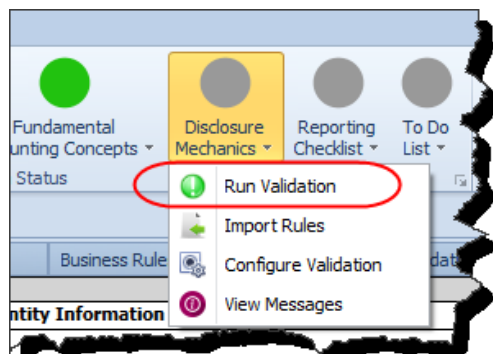 Fundamental Disclosure Reporting To Do
unting Concepts Mechanics Checklist List
Status
Run Validation
Import Rules
Business Rule
Configure Validation
dat
ntity Information
View Messages